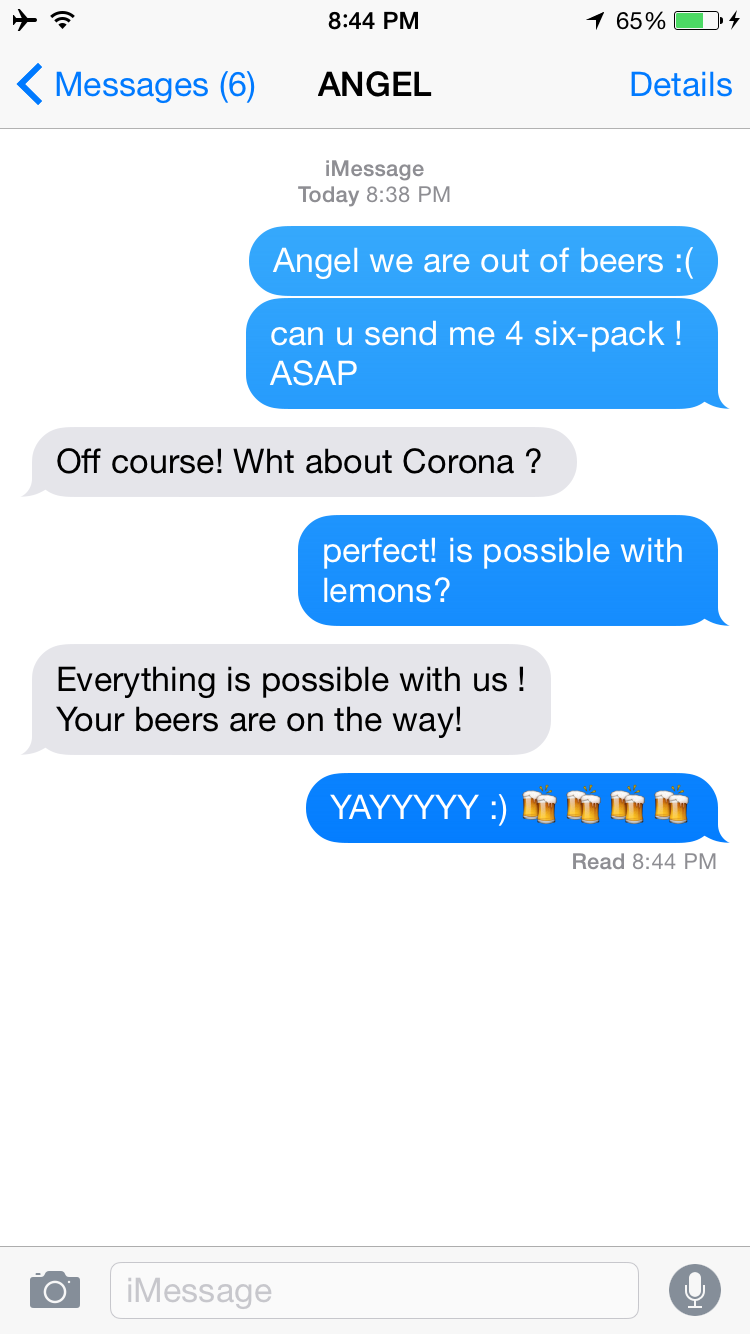 8:44 PM
65%
Messages (6)
ANGEL
Details
iMessage
Today 8:38 PM
Angel we are out of beers :(
can u send me 4 six-pack !
ASAP
Off course! Wht about Corona ?
perfect! is possible with
lemons?
Everything is possible with us !
Your beers are on the way!
YAYYYYY :) 🍻🍻🍻🍻
Read 8:44 PM
iMessage